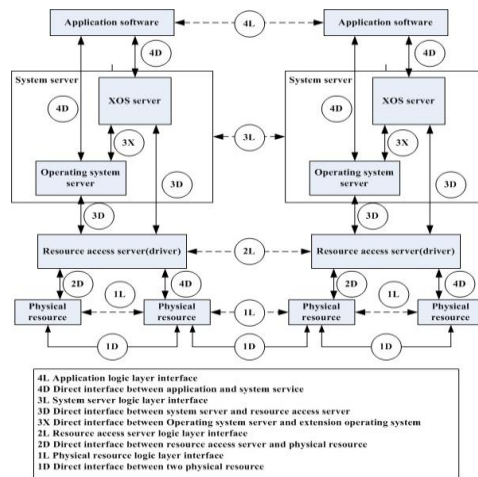 Application software
4L
Application software
4D
4D
System server
System server
XOS server
XOS server
4D
4D
3X
3L
3X
Operating system
server
Operating system
server
3D
3D
3D
3D
Resource access server(driver)
2L
Resource access server(driver)
2D
4D
2D
4D
1L
1L
1L
Physical
resource
Physical
resource
Physical
resource
Physical
resource
1D
1D
1D
4L Application logic layer interface
4D Direct interface between application and system service
3L System server logic layer interface
3D Direct interface between system server and resource access server
3X Direct interface between Operating system server and extension operating system
2L Resource access server logic layer interface
2D Direct interface between resource access server and physical resource
1L Physical resource logic layer interface
1D Direct interface between two physical resource